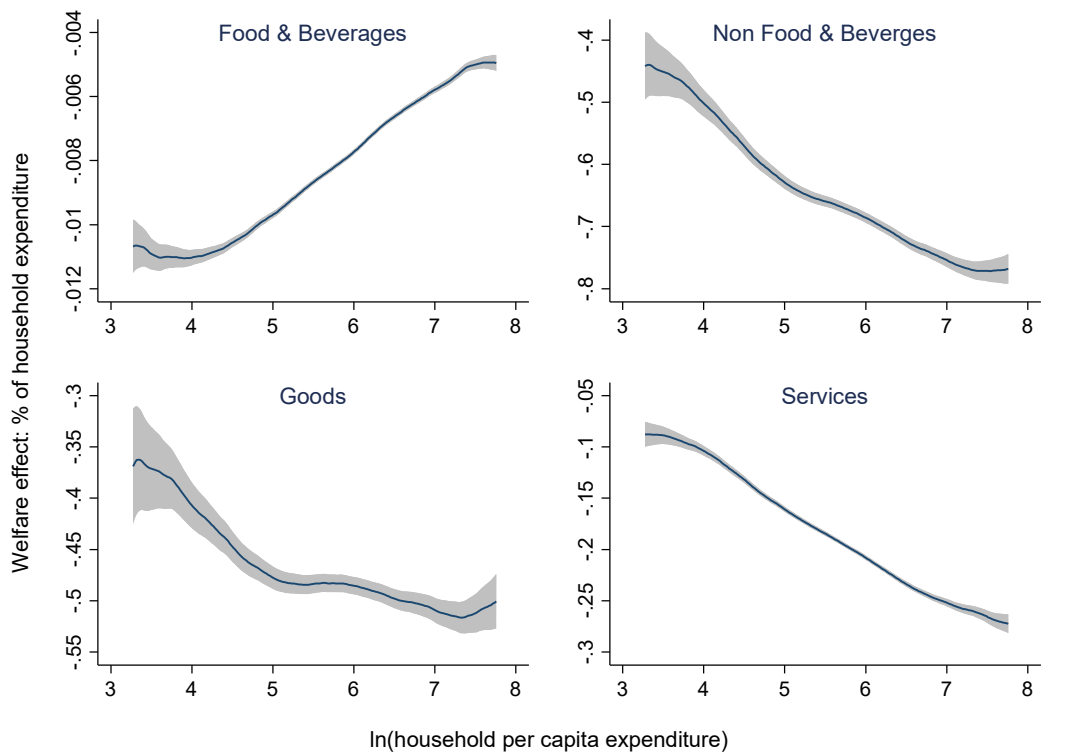 Food & Beverages
-.004
-.006
-.008
-.01
-.012
3 4 5 6 7 8
Non Food & Beverges
-.4
-.5
-.6
-.7
-.8
3 4 5 6 7 8
Welfare effect: % of household expenditure
Goods
-.3
-.35
-.4
-.45
-.5
-.55
3 4 5 6 7 8
Services
-.05
-.1
-.15
-.2
-.25
-.3
3 4 5 6 7 8
ln(household per capita expenditure)